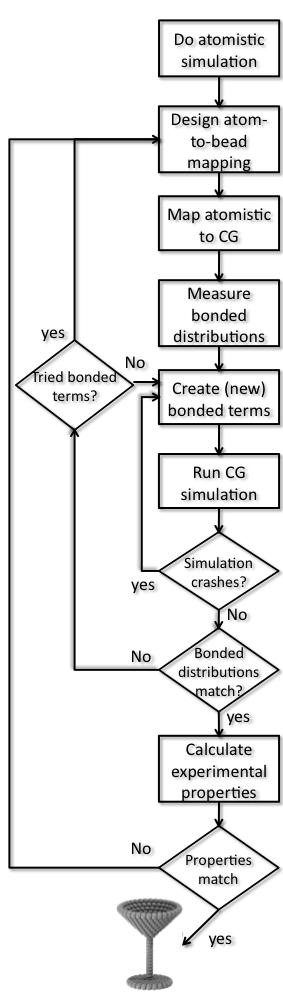 Do atomistic
simulation
Design atom-
to-bead
mapping
Map atomistic
to CG
Measure
bonded
distributions
yes
Tried bonded
terms?
No
Create (new)
bonded terms
Run CG
simulation
Simulation
crashes?
yes
No
Bonded
distributions
match?
No
yes
Calculate
experimental
properties
No
Properties
match
yes